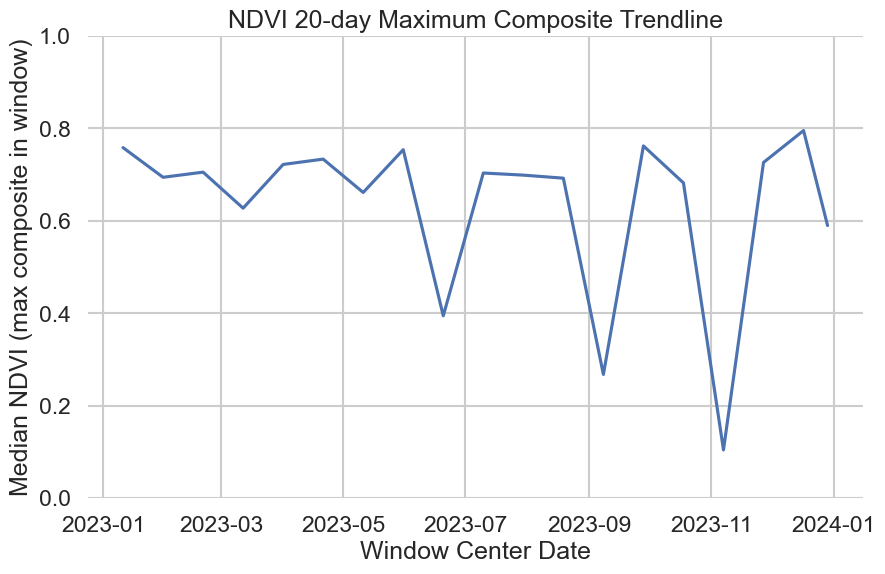 NDVI 20-day Maximum Composite Trendline
Median NDVI (max composite in window)
1.0
0.8
0.6
0.4
0.2
0.0
2023-01 2023-03 2023-05 2023-07 2023-09 2023-11 2024-01
Window Center Date